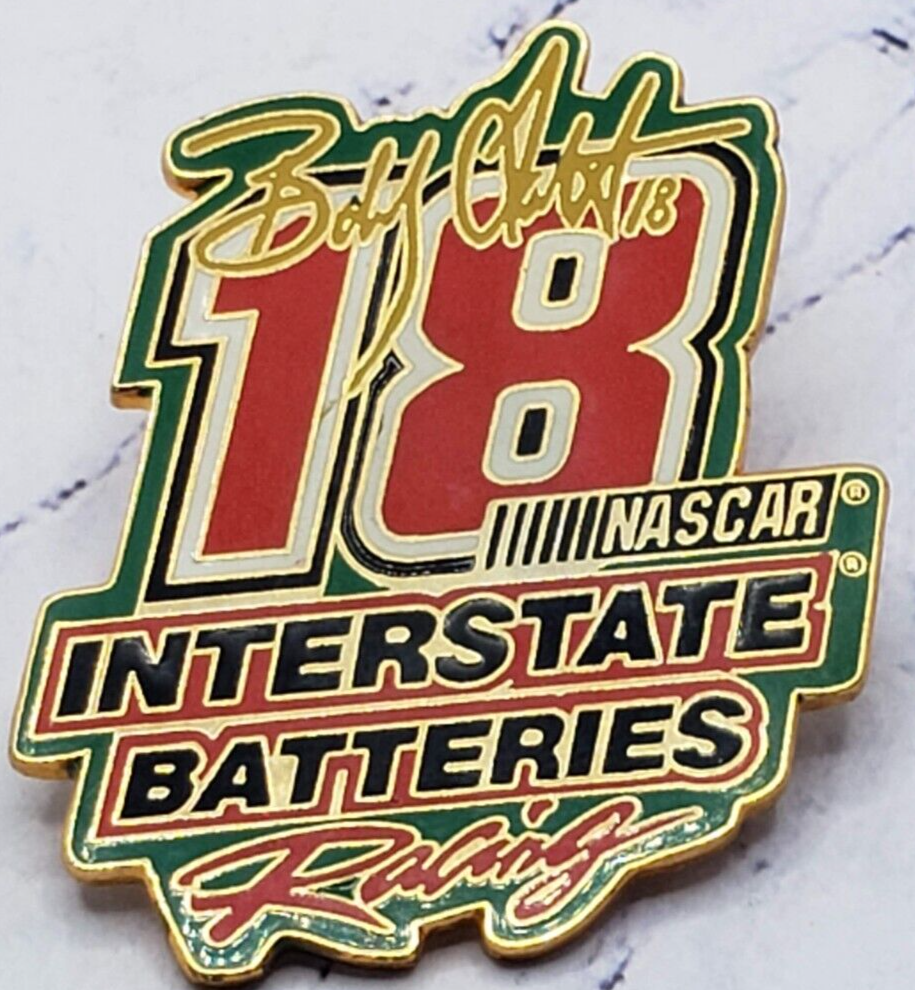 Bobby Labonte 18
18
NASCAR ®
INTERSTATE ®
BATTERIES
Racing